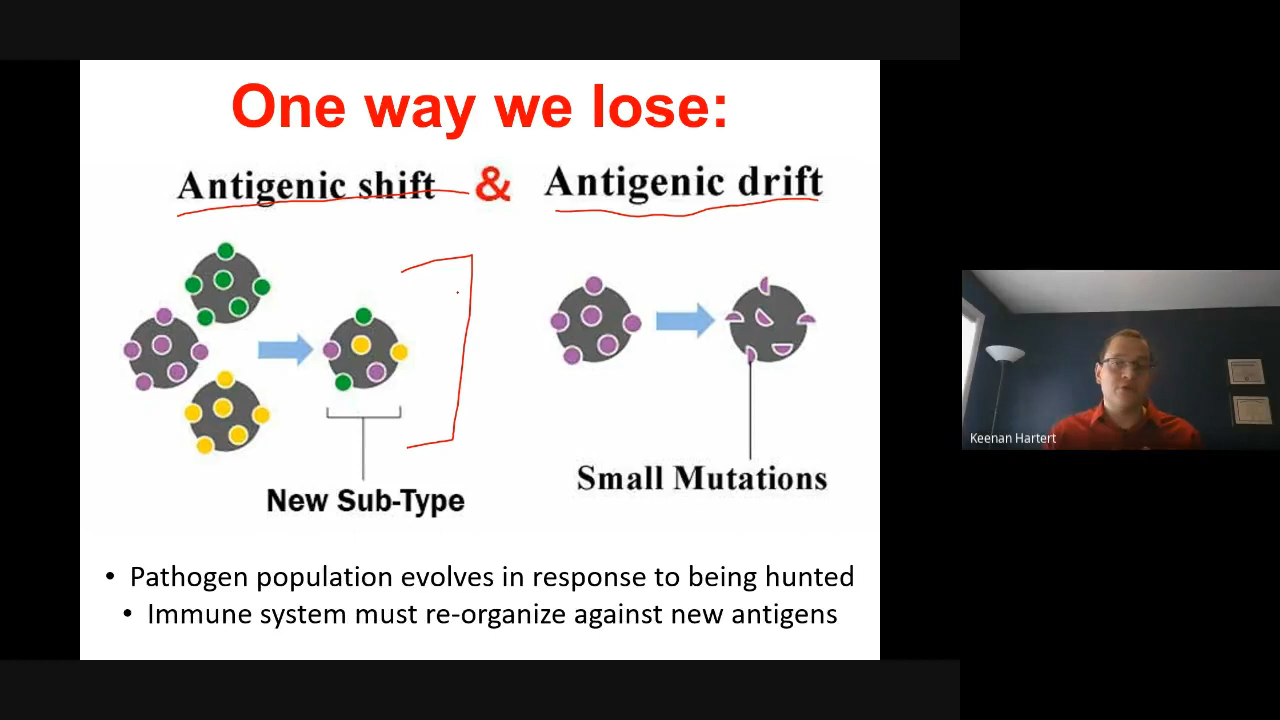 One way we lose:
Antigenic shift & Antigenic drift
New Sub-Type
Small Mutations
• Pathogen population evolves in response to being hunted
• Immune system must re-organize against new antigens
Keenan Hartert